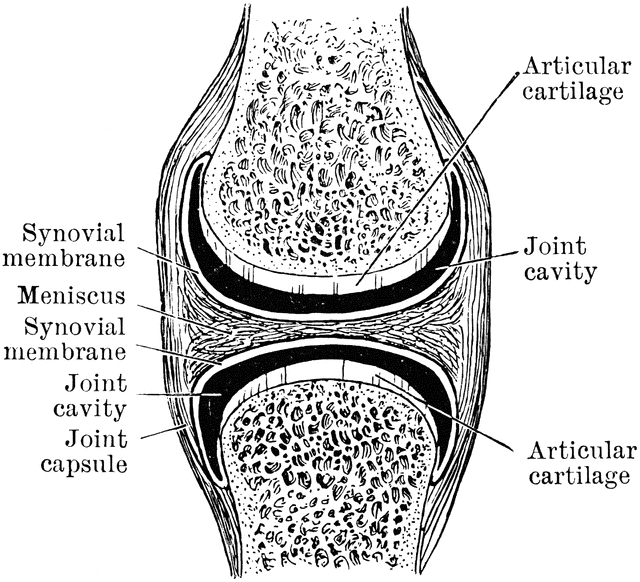 Articular
cartilage
Synovial
membrane
Joint
cavity
Meniscus
Synovial
membrane
Joint
cavity
Joint
capsule
Articular
cartilage